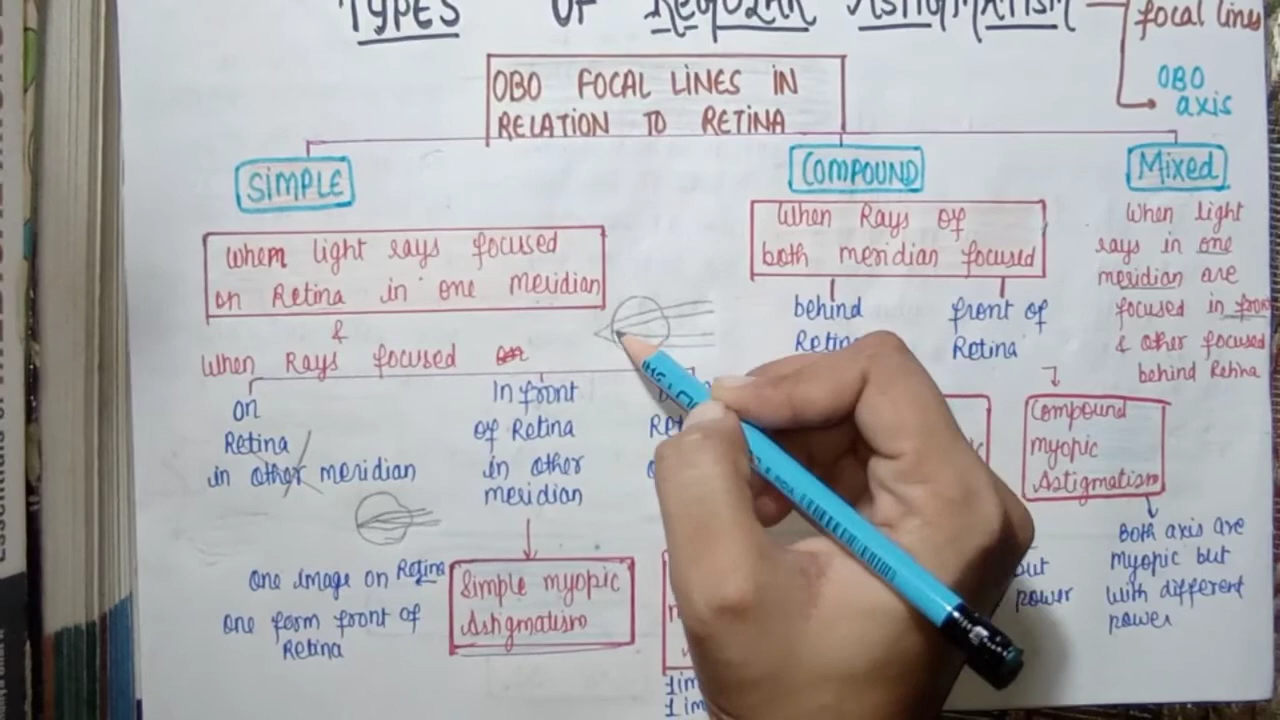 TYPES OF REGULAR ASTIGMATISM
focal lines
OBO
axis
OBO FOCAL LINES IN
RELATION TO RETINA
SIMPLE
COMPOUND
Mixed
When light rays focused
on Retina in one meridian
&
When Rays focused
on
Retina
in other meridian
In front
of Retina
in other
meridian
One image on Retina
one form front of
Retina
Simple myopic
Astigmatism
When Rays of
both meridian focused
behind
Retina
front of
Retina
Compound
myopic
Astigmatism
Both axis are
myopic but
with different
power
but
power
When light
rays in one
meridian are
focused in front
& other focused
behind Retina